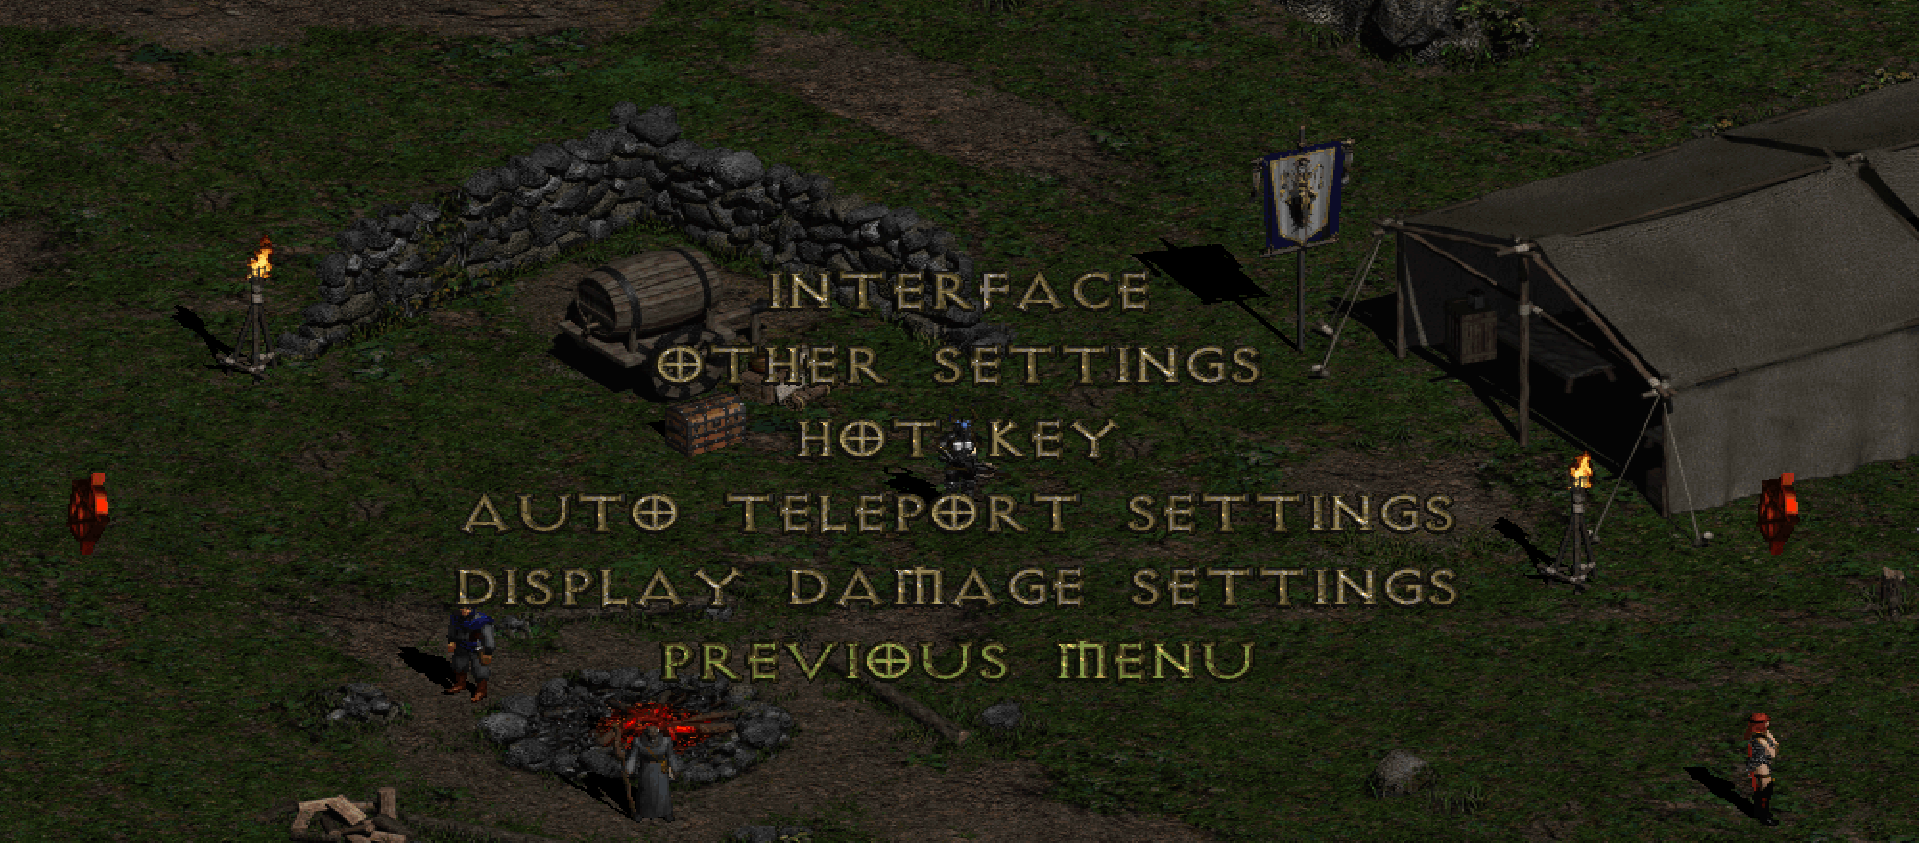 INTERFACE
OTHER SETTINGS
HOT KEY
AUTO TELEPORT SETTINGS
DISPLAY DAMAGE SETTINGS
PREVIOUS MENU